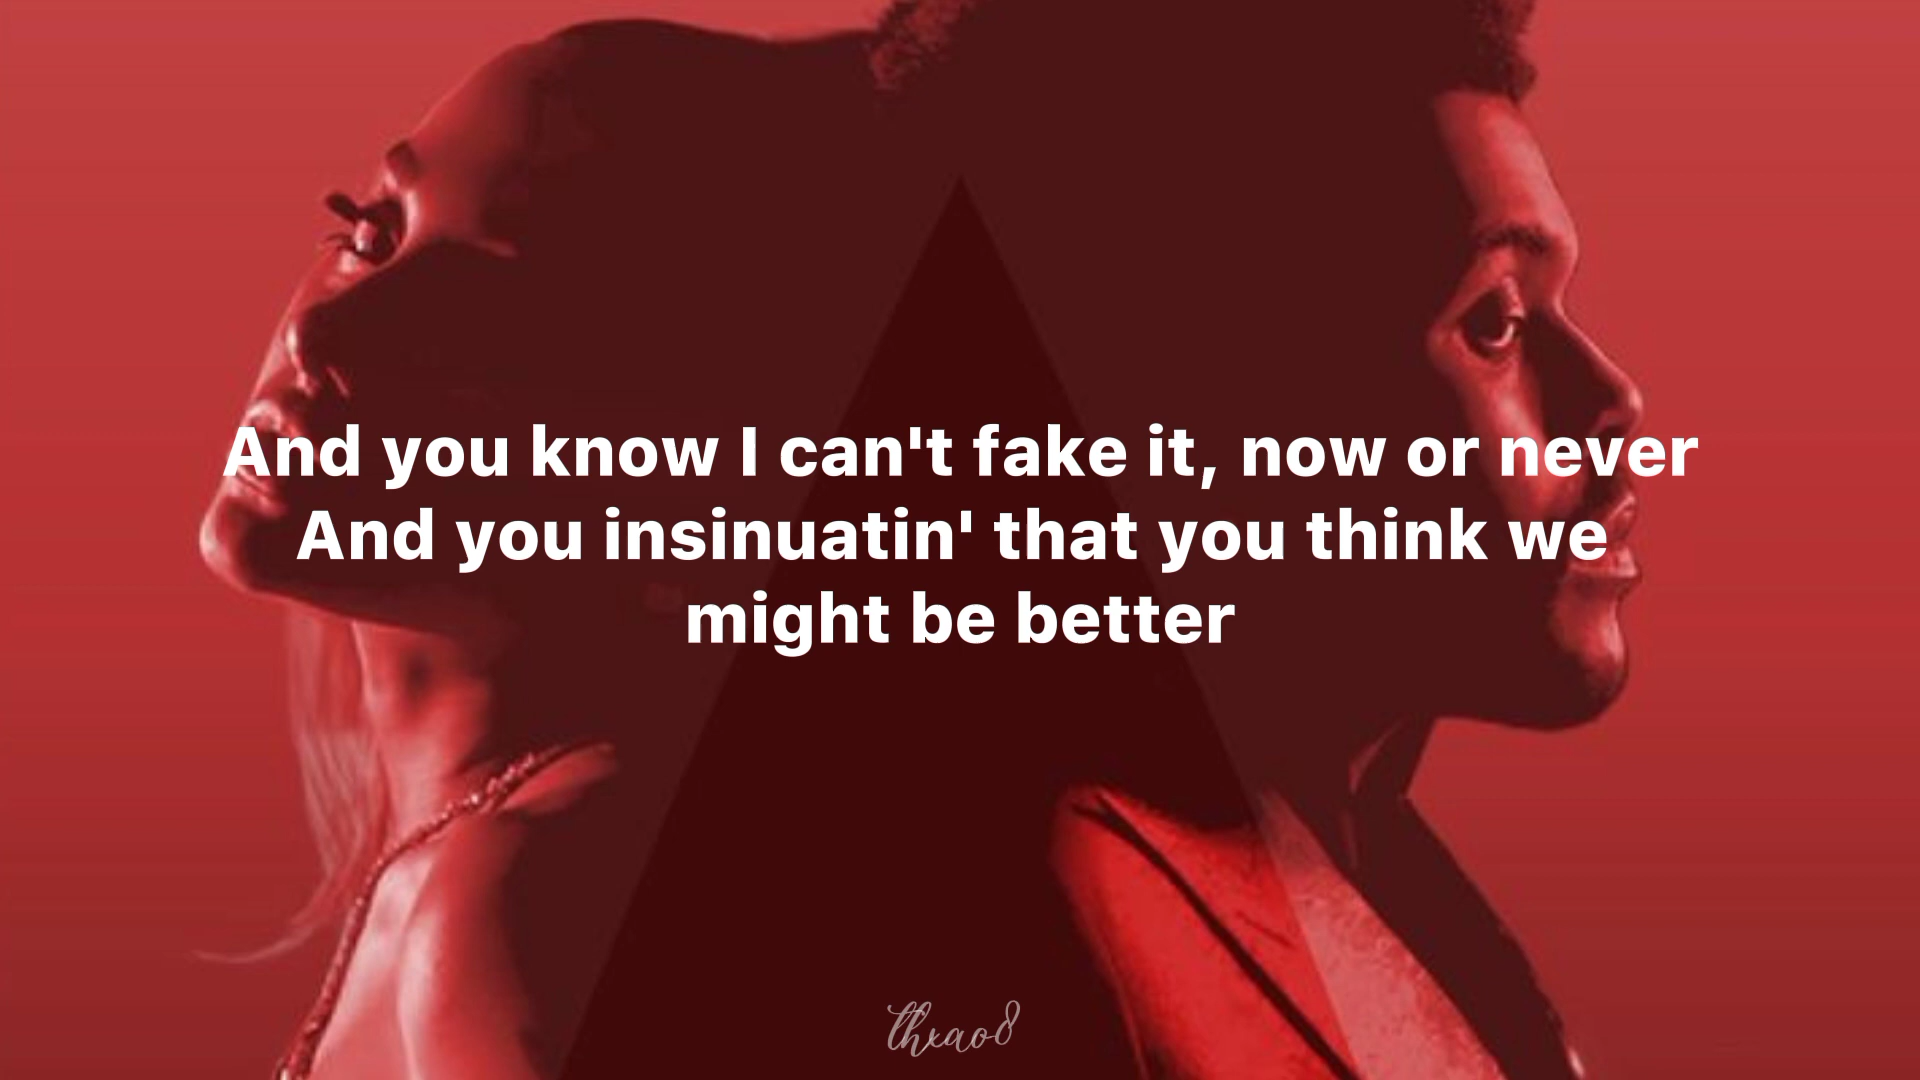 And you know I can't fake it, now or never
And you insinuatin' that you think we
might be better
thxao8